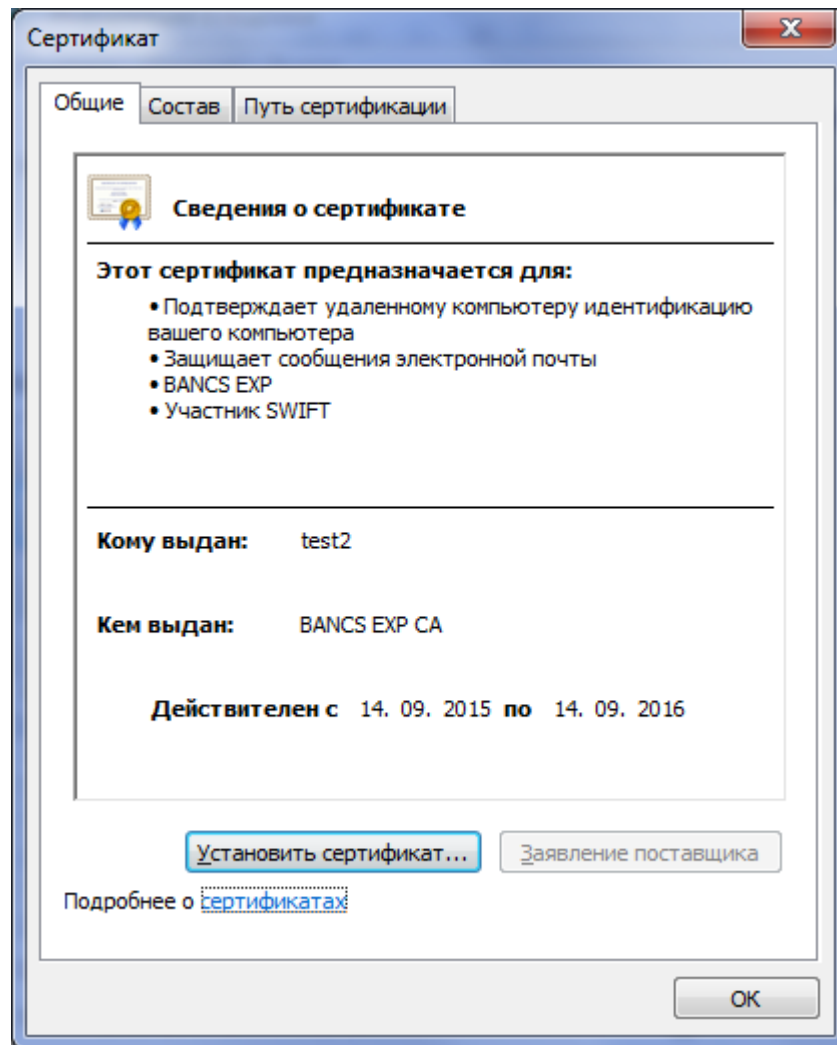 Сертификат
Общие
Состав
Путь сертификации
Сведения о сертификате
Этот сертификат предназначается для:
• Подтверждает удаленному компьютеру идентификацию
вашего компьютера
• Защищает сообщения электронной почты
• BANCS EXP
• Участник SWIFT
Кому выдан: test2
Кем выдан: BANCS EXP CA
Действителен с 14. 09. 2015 по 14. 09. 2016
Установить сертификат...
Заявление поставщика
Подробнее о сертификатах
ОК